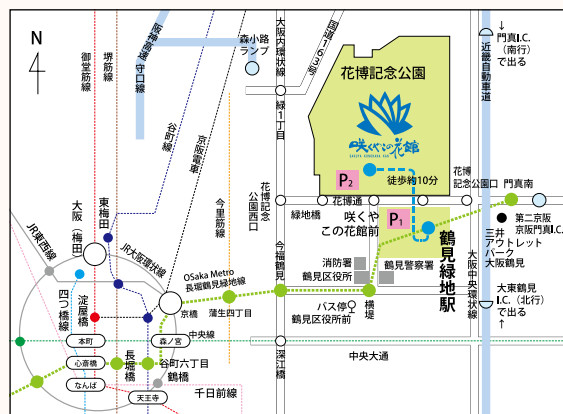 N
御堂筋線
堺筋線
阪神高速 守口線
森小路
ランプ
大阪内環状線
国道163号
近畿自動車道
↓
門真I.C.
(南行)
で出る
谷町線
京阪電車
緑1丁目
花博記念公園
咲くやこの花館
SAKUYA KONOHANA KAN
P2
徒歩約10分
花博
記念公園口
門真南
東梅田
大阪
(梅田)
今里筋線
花博記念
公園西口
緑地橋
花博通
P1
咲くや
この花館前
鶴見緑地駅
第二京阪
京阪門真I.C.
三井
アウトレット
パーク
大阪鶴見
JR東西線
JR大阪環状線
OSaka Metro
長堀鶴見緑地線
今福鶴見
消防署
鶴見区役所
鶴見警察署
大阪中央環状線
大東鶴見
I.C.(北行)
で出る
↑
四つ橋線
淀屋橋
京橋
蒲生四丁目
バス停
鶴見区役所前
横堤
本町
森ノ宮
中央線
深江橋
中央大通
心斎橋
長堀橋
谷町六丁目
鶴橋
なんば
千日前線
天王寺